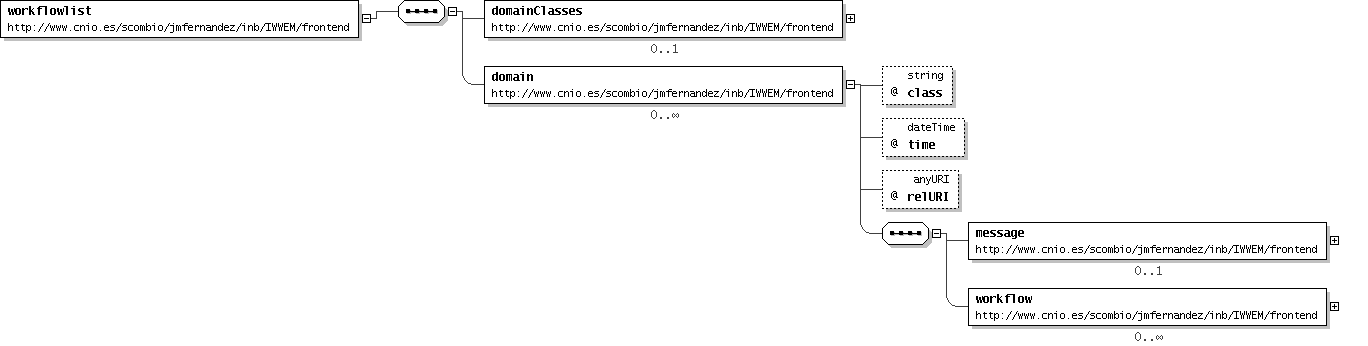 workflowlist
http://www.cnio.es/scombio/jmfernandez/inb/IWWEM/frontend
domainClasses
http://www.cnio.es/scombio/jmfernandez/inb/IWWEM/frontend
0..1
domain
http://www.cnio.es/scombio/jmfernandez/inb/IWWEM/frontend
0..∞
string
@ class
dateTime
@ time
anyURI
@ relURI
message
http://www.cnio.es/scombio/jmfernandez/inb/IWWEM/frontend
0..1
workflow
http://www.cnio.es/scombio/jmfernandez/inb/IWWEM/frontend
0..∞